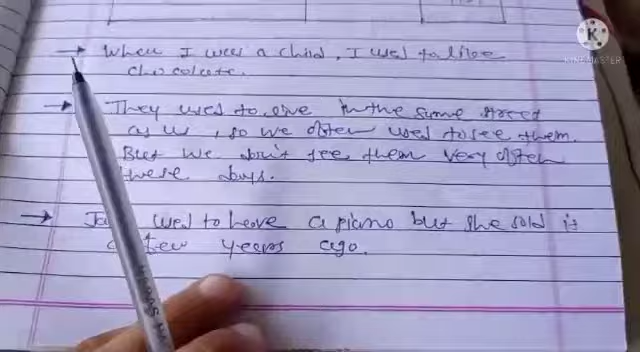 KINEMASTER
→ When I was a child, I used to like
chocolate.
→ They used to live in the same street
as us, so we often used to see them.
But we don't see them very often
these days.
→ used to have a piano but she sold it
a few years ago.